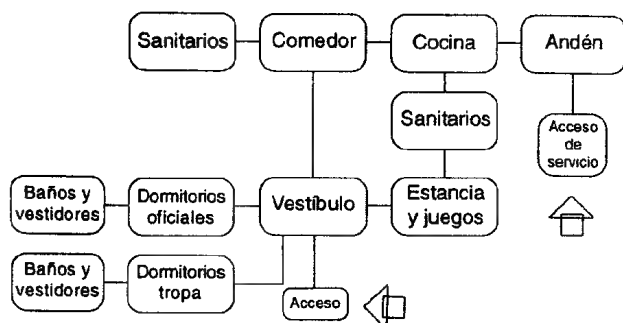 Sanitarios
Comedor
Cocina
Andén
Sanitarios
Acceso
de
servicio
Baños y
vestidores
Dormitorios
oficiales
Vestíbulo
Estancia
y juegos
Baños y
vestidores
Dormitorios
tropa
Acceso